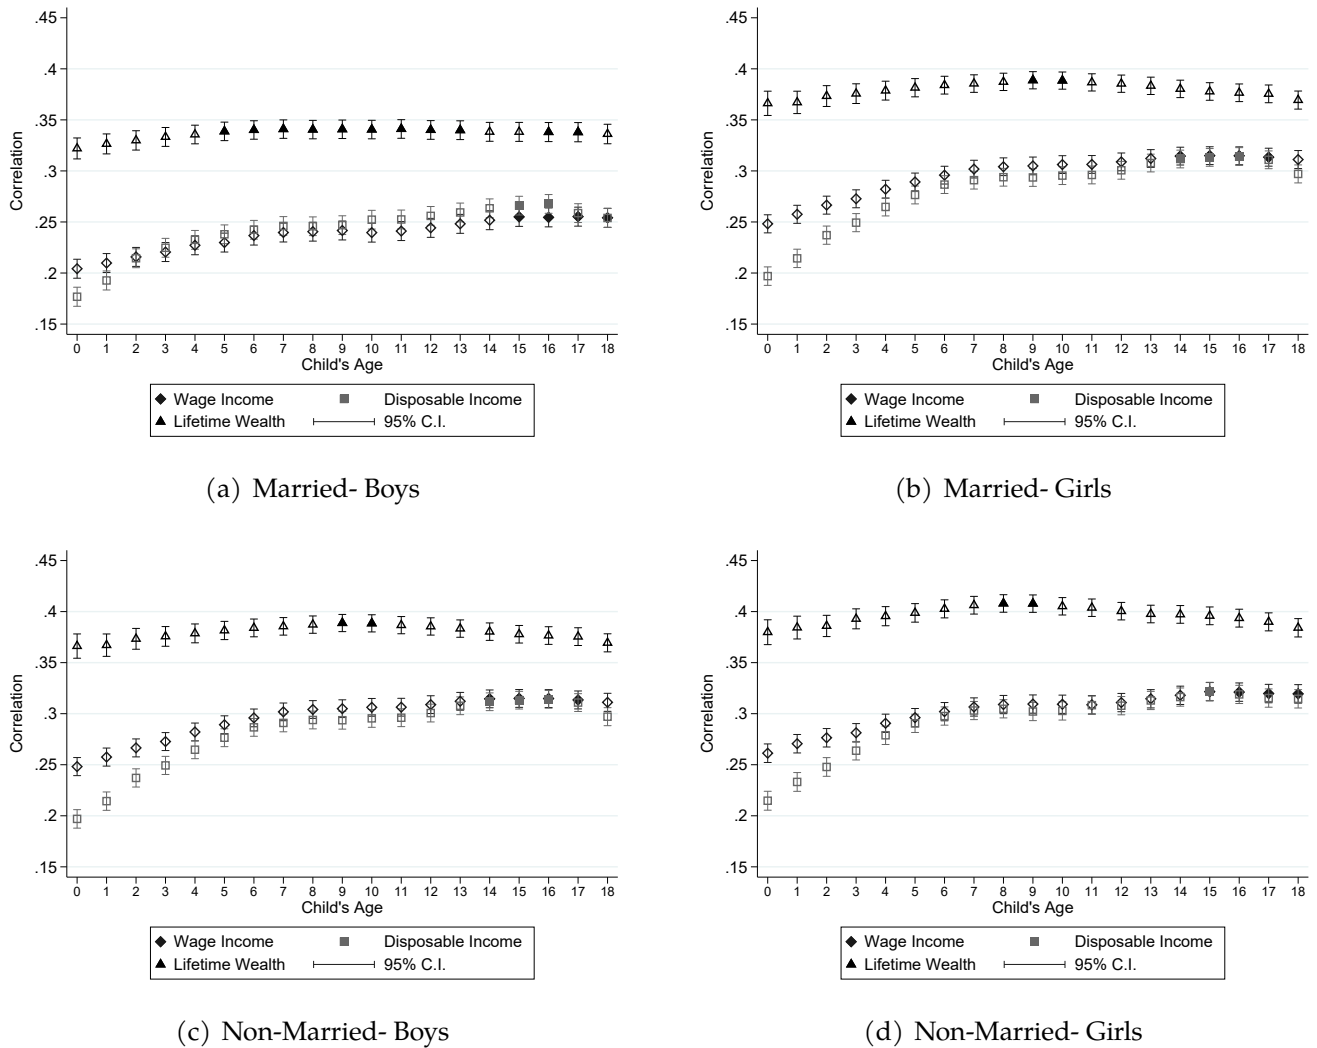 .45
.4
.35
.3
.25
.2
.15
Correlation
0 1 2 3 4 5 6 7 8 9 10 11 12 13 14 15 16 17 18
Child's Age
Wage Income Disposable Income
Lifetime Wealth 95% C.I.
(a) Married- Boys
.45
.4
.35
.3
.25
.2
.15
Correlation
0 1 2 3 4 5 6 7 8 9 10 11 12 13 14 15 16 17 18
Child's Age
Wage Income Disposable Income
Lifetime Wealth 95% C.I.
(b) Married- Girls
.45
.4
.35
.3
.25
.2
.15
Correlation
0 1 2 3 4 5 6 7 8 9 10 11 12 13 14 15 16 17 18
Child's Age
Wage Income Disposable Income
Lifetime Wealth 95% C.I.
(c) Non-Married- Boys
.45
.4
.35
.3
.25
.2
.15
Correlation
0 1 2 3 4 5 6 7 8 9 10 11 12 13 14 15 16 17 18
Child's Age
Wage Income Disposable Income
Lifetime Wealth 95% C.I.
(d) Non-Married- Girls